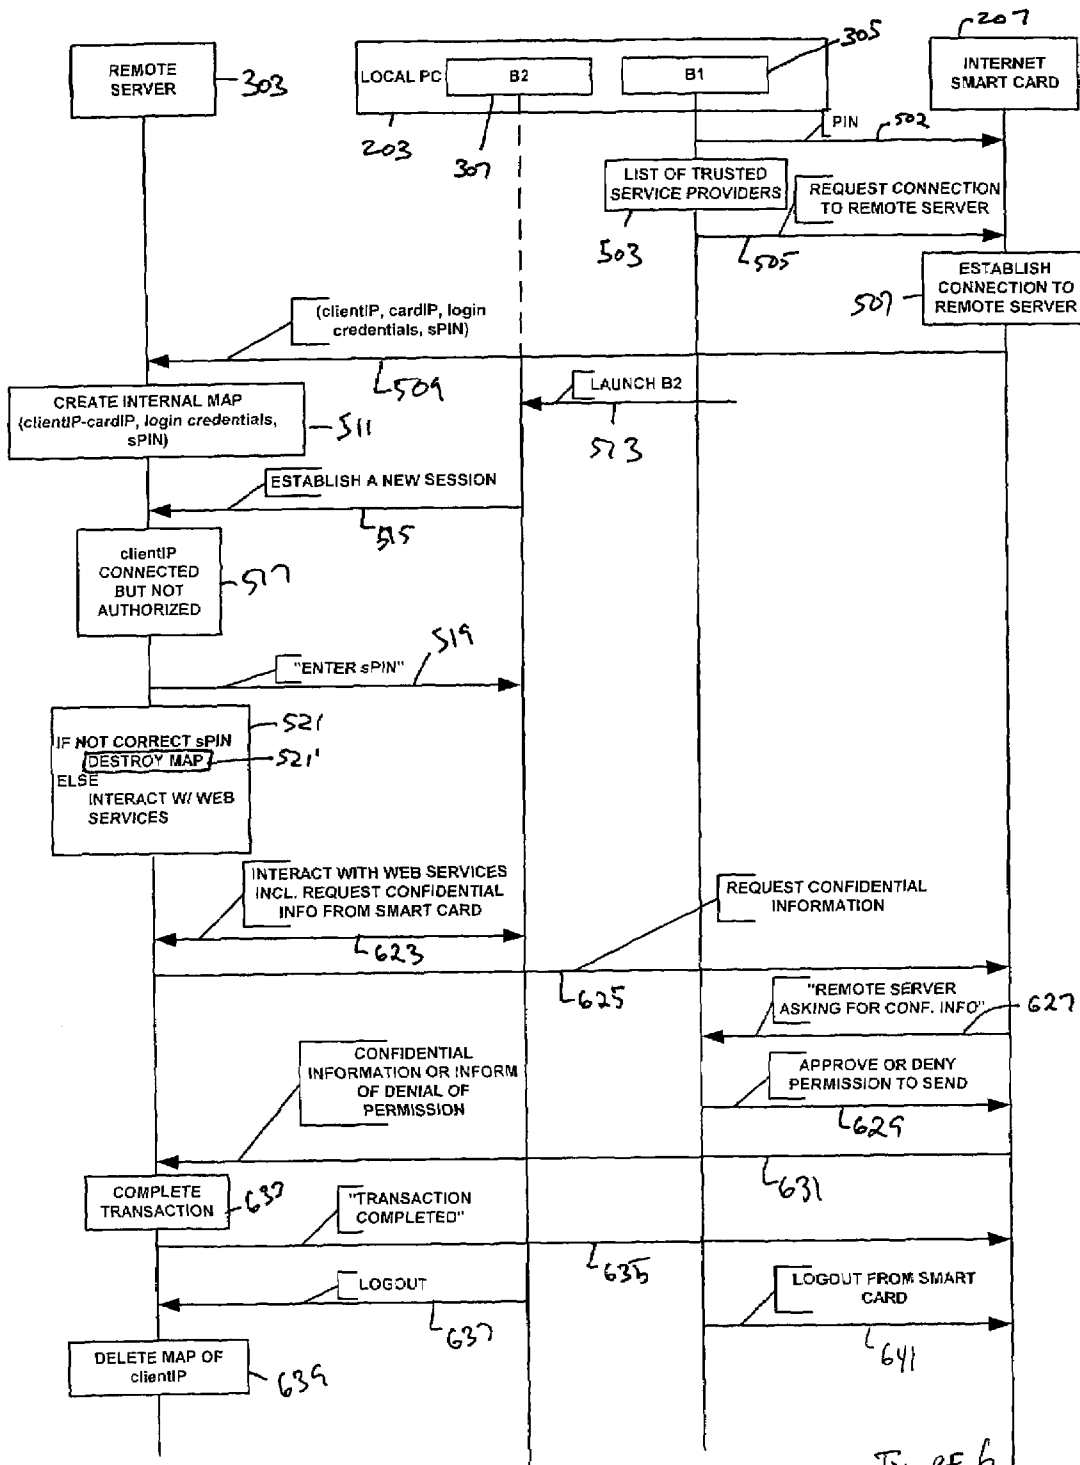 REMOTE
SERVER
303
LOCAL PC
B2
B1
305
207
INTERNET
SMART CARD
203
307
PIN
502
LIST OF TRUSTED
SERVICE PROVIDERS
503
REQUEST CONNECTION
TO REMOTE SERVER
505
ESTABLISH
CONNECTION TO
REMOTE SERVER
507
(clientIP, cardIP, login
credentials, sPIN)
509
CREATE INTERNAL MAP
(clientIP-cardIP, login credentials,
sPIN)
511
LAUNCH B2
513
ESTABLISH A NEW SESSION
515
clientIP
CONNECTED
BUT NOT
AUTHORIZED
517
"ENTER sPIN"
519
521
IF NOT CORRECT sPIN
DESTROY MAP
521'
ELSE
INTERACT W/ WEB
SERVICES
INTERACT WITH WEB SERVICES
INCL. REQUEST CONFIDENTIAL
INFO FROM SMART CARD
623
REQUEST CONFIDENTIAL
INFORMATION
625
"REMOTE SERVER
ASKING FOR CONF. INFO"
627
CONFIDENTIAL
INFORMATION OR INFORM
OF DENIAL OF
PERMISSION
APPROVE OR DENY
PERMISSION TO SEND
629
631
COMPLETE
TRANSACTION
633
"TRANSACTION
COMPLETED"
635
LOGOUT
637
LOGOUT FROM SMART
CARD
641
DELETE MAP OF
clientIP
639